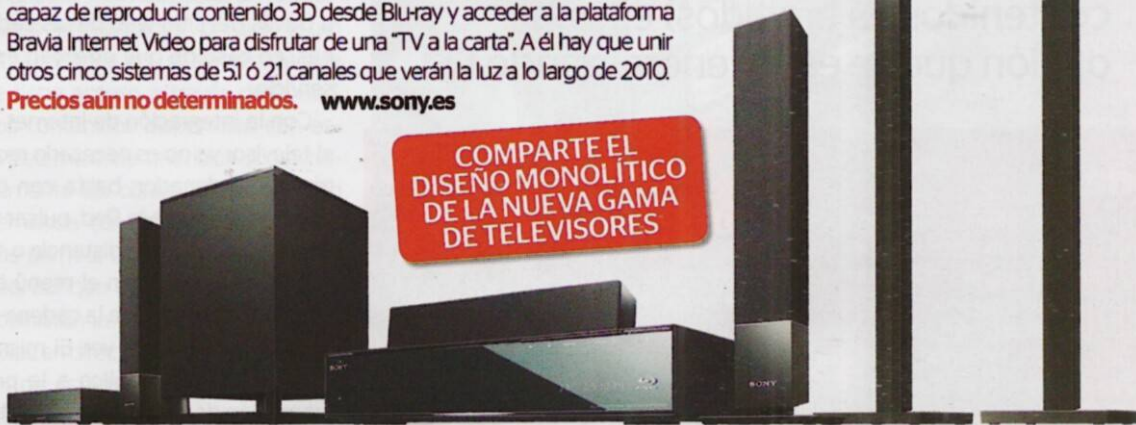 capaz de reproducir contenido 3D desde Blu-ray y acceder a la plataforma
Bravia Internet Video para disfrutar de una "TV a la carta". A él hay que unir
otros cinco sistemas de 5.1 ó 2.1 canales que verán la luz a lo largo de 2010.
Precios aún no determinados. www.sony.es
COMPARTE EL
DISEÑO MONOLÍTICO
DE LA NUEVA GAMA
DE TELEVISORES
SONY
SONY